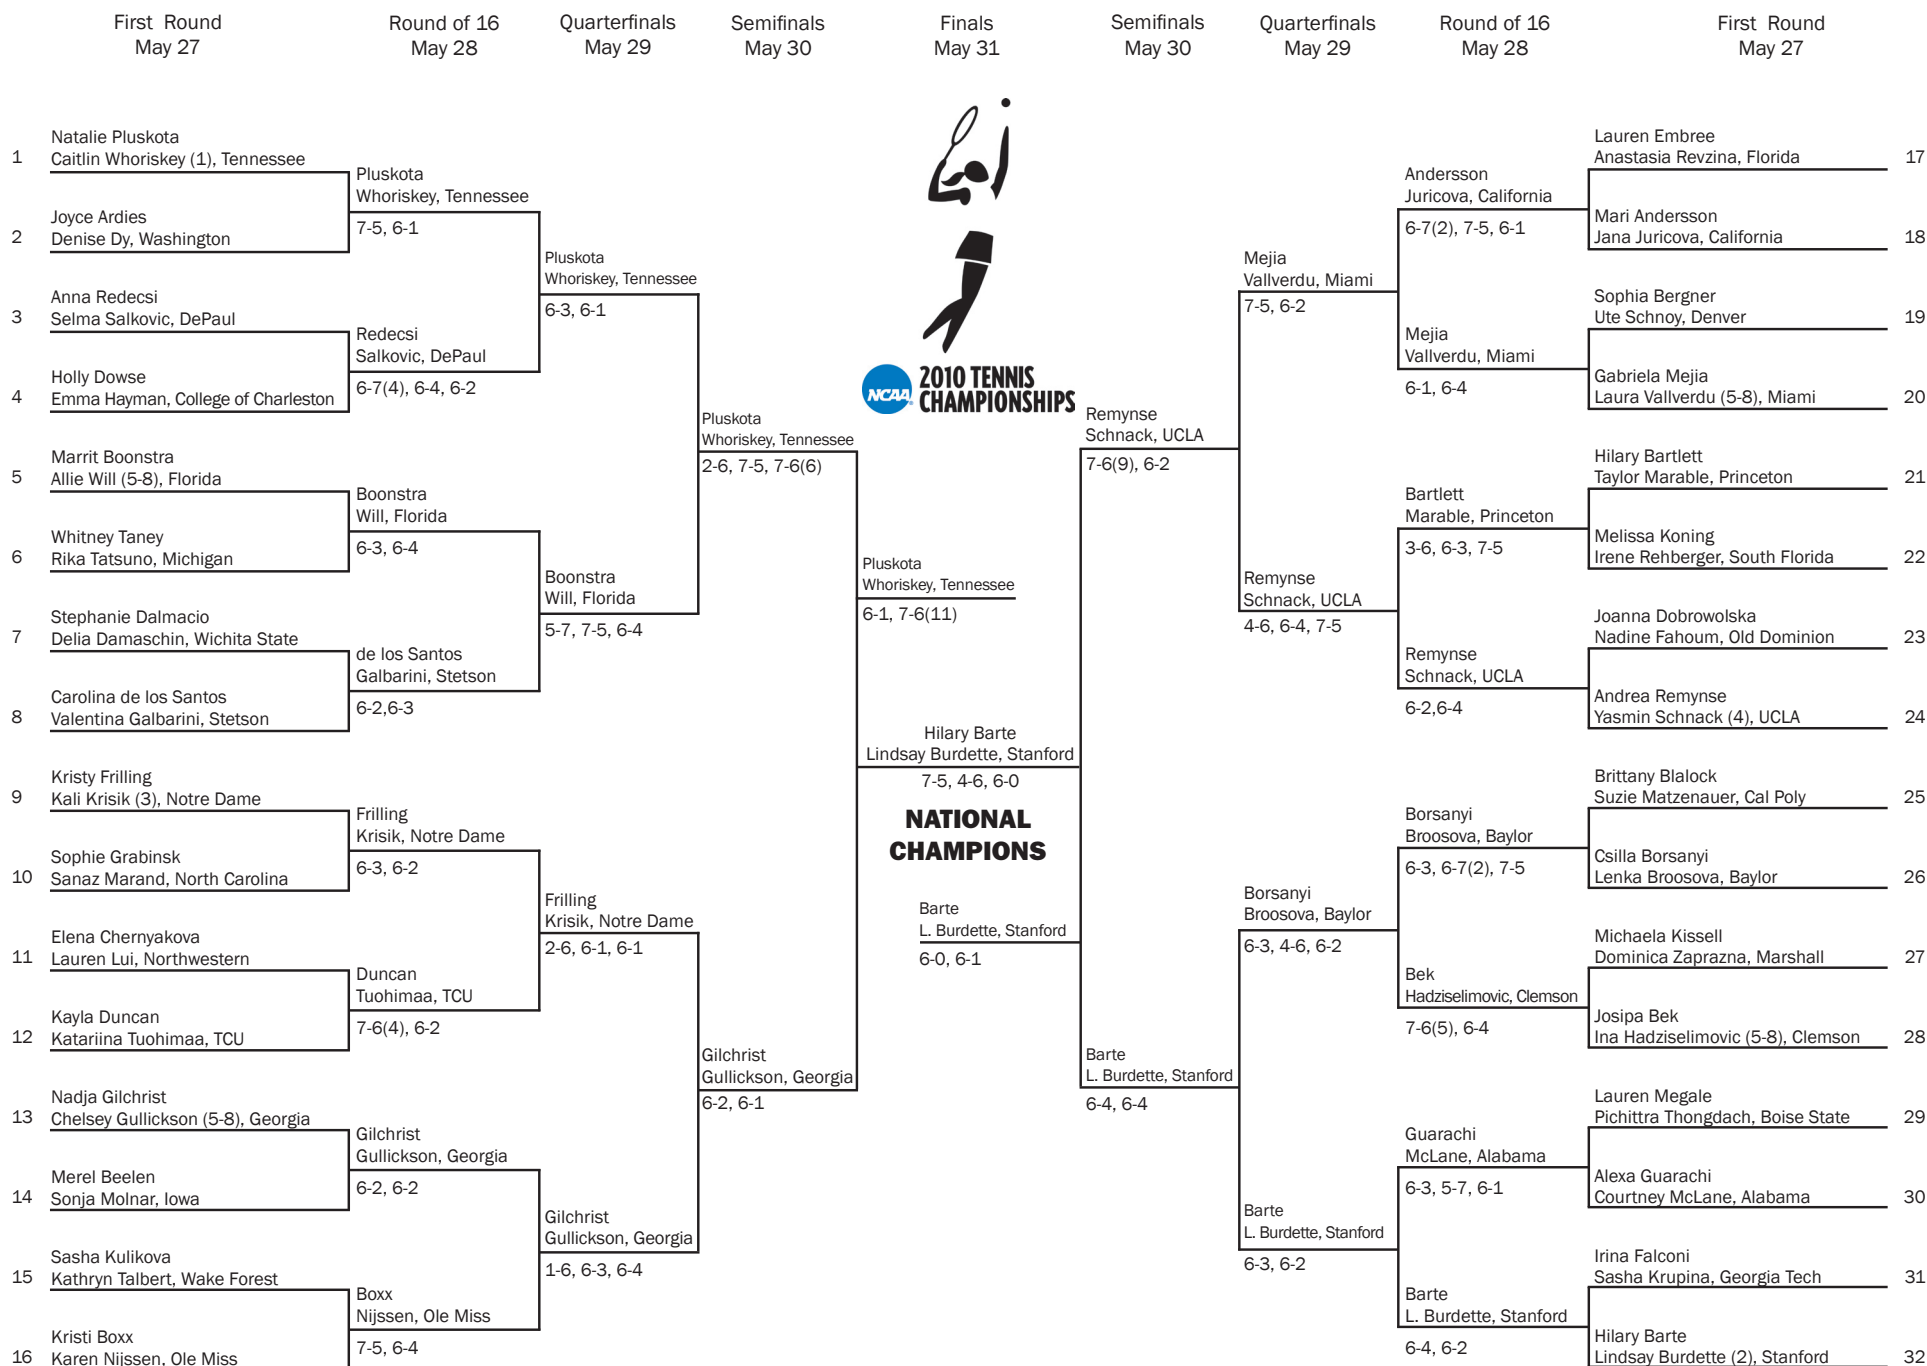 First Round
May 27
Round of 16
May 28
Quarterfinals
May 29
Semifinals
May 30
Finals
May 31
Semifinals
May 30
Quarterfinals
May 29
Round of 16
May 28
First Round
May 27
1
Natalie Pluskota
Caitlin Whoriskey (1), Tennessee
2
Joyce Ardies
Denise Dy, Washington
3
Anna Redecsi
Selma Salkovic, DePaul
4
Holly Dowse
Emma Hayman, College of Charleston
5
Marrit Boonstra
Allie Will (5-8), Florida
6
Whitney Taney
Rika Tatsuno, Michigan
7
Stephanie Dalmacio
Delia Damaschin, Wichita State
8
Carolina de los Santos
Valentina Galbarini, Stetson
9
Kristy Frilling
Kali Krisik (3), Notre Dame
10
Sophie Grabinsk
Sanaz Marand, North Carolina
11
Elena Chernyakova
Lauren Lui, Northwestern
12
Kayla Duncan
Katariina Tuohimaa, TCU
13
Nadja Gilchrist
Chelsey Gullickson (5-8), Georgia
14
Merel Beelen
Sonja Molnar, Iowa
15
Sasha Kulikova
Kathryn Talbert, Wake Forest
16
Kristi Boxx
Karen Nijssen, Ole Miss
Pluskota
Whoriskey, Tennessee
7-5, 6-1
Redecsi
Salkovic, DePaul
6-7(4), 6-4, 6-2
Boonstra
Will, Florida
6-3, 6-4
de los Santos
Galbarini, Stetson
6-2,6-3
Frilling
Krisik, Notre Dame
6-3, 6-2
Duncan
Tuohimaa, TCU
7-6(4), 6-2
Gilchrist
Gullickson, Georgia
6-2, 6-2
Boxx
Nijssen, Ole Miss
7-5, 6-4
Pluskota
Whoriskey, Tennessee
6-3, 6-1
Boonstra
Will, Florida
5-7, 7-5, 6-4
Frilling
Krisik, Notre Dame
2-6, 6-1, 6-1
Gilchrist
Gullickson, Georgia
1-6, 6-3, 6-4
Pluskota
Whoriskey, Tennessee
2-6, 7-5, 7-6(6)
Gilchrist
Gullickson, Georgia
6-2, 6-1
NCAA
2010 TENNIS
CHAMPIONSHIPS
Pluskota
Whoriskey, Tennessee
6-1, 7-6(11)
Hilary Barte
Lindsay Burdette, Stanford
7-5, 4-6, 6-0
NATIONAL
CHAMPIONS
Barte
L. Burdette, Stanford
6-0, 6-1
Remynse
Schnack, UCLA
7-6(9), 6-2
Barte
L. Burdette, Stanford
6-4, 6-4
Mejia
Vallverdu, Miami
7-5, 6-2
Remynse
Schnack, UCLA
4-6, 6-4, 7-5
Borsanyi
Broosova, Baylor
6-3, 4-6, 6-2
Barte
L. Burdette, Stanford
6-3, 6-2
Andersson
Juricova, California
6-7(2), 7-5, 6-1
Mejia
Vallverdu, Miami
6-1, 6-4
Bartlett
Marable, Princeton
3-6, 6-3, 7-5
Remynse
Schnack, UCLA
6-2,6-4
Borsanyi
Broosova, Baylor
6-3, 6-7(2), 7-5
Bek
Hadziselimovic, Clemson
7-6(5), 6-4
Guarachi
McLane, Alabama
6-3, 5-7, 6-1
Barte
L. Burdette, Stanford
6-4, 6-2
Lauren Embree
Anastasia Revzina, Florida
17
Mari Andersson
Jana Juricova, California
18
Sophia Bergner
Ute Schnoy, Denver
19
Gabriela Mejia
Laura Vallverdu (5-8), Miami
20
Hilary Bartlett
Taylor Marable, Princeton
21
Melissa Koning
Irene Rehberger, South Florida
22
Joanna Dobrowolska
Nadine Fahoum, Old Dominion
23
Andrea Remynse
Yasmin Schnack (4), UCLA
24
Brittany Blalock
Suzie Matzenauer, Cal Poly
25
Csilla Borsanyi
Lenka Broosova, Baylor
26
Michaela Kissell
Dominica Zaprazna, Marshall
27
Josipa Bek
Ina Hadziselimovic (5-8), Clemson
28
Lauren Megale
Pichittra Thongdach, Boise State
29
Alexa Guarachi
Courtney McLane, Alabama
30
Irina Falconi
Sasha Krupina, Georgia Tech
31
Hilary Barte
Lindsay Burdette (2), Stanford
32